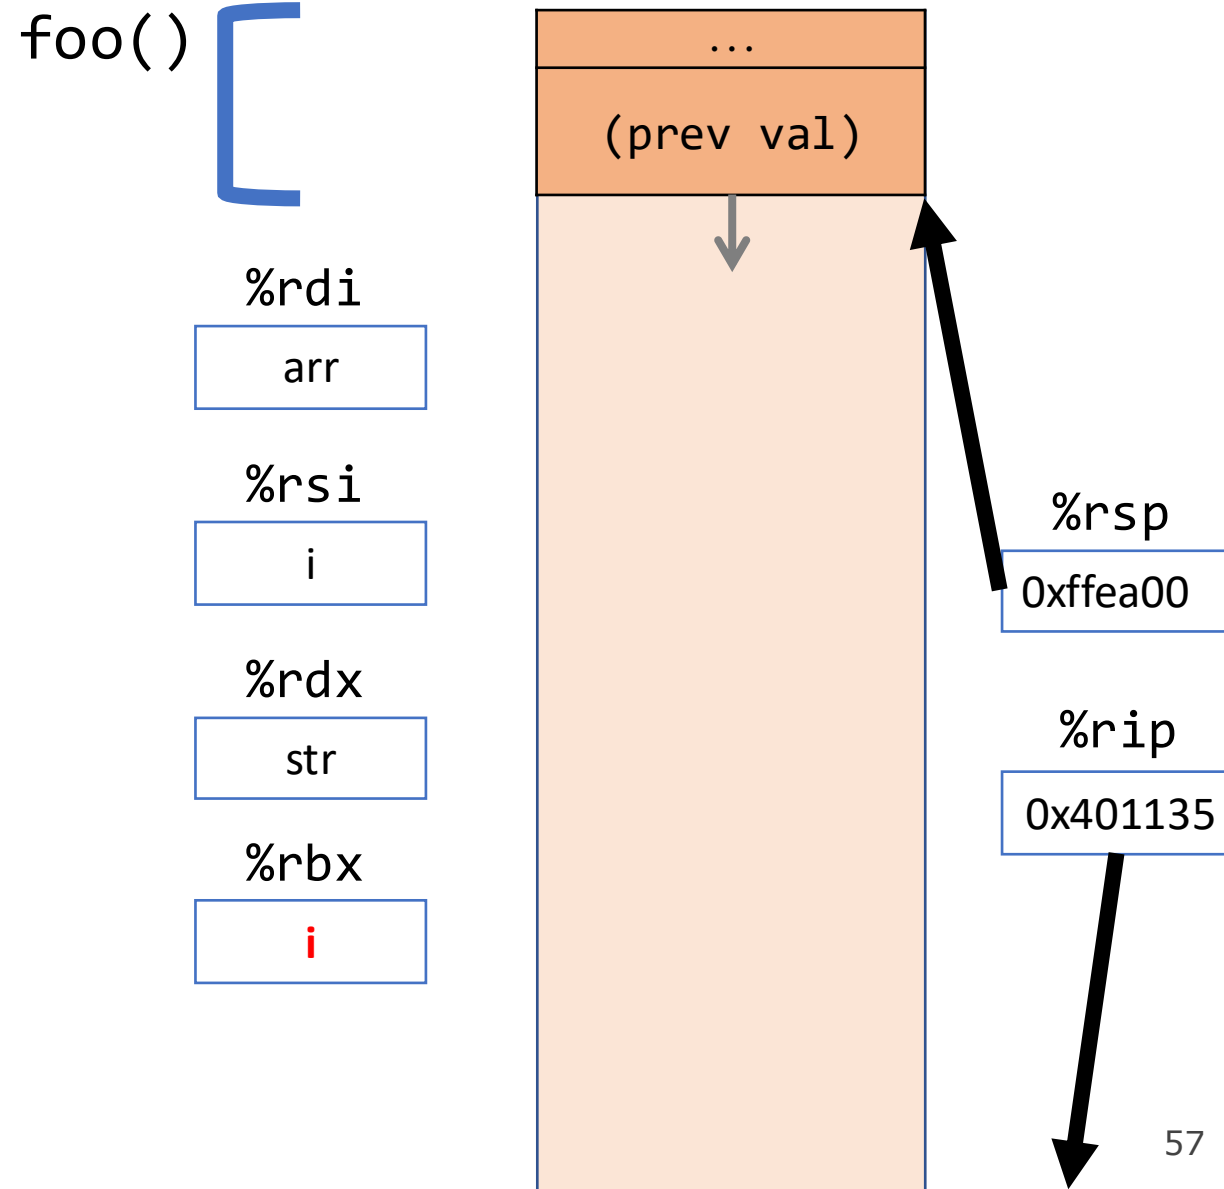 foo()
...
(prev val)
%rdi
arr
%rsi
i
%rsp
0xffea00
%rdx
str
%rip
0x401135
%rbx
i
57